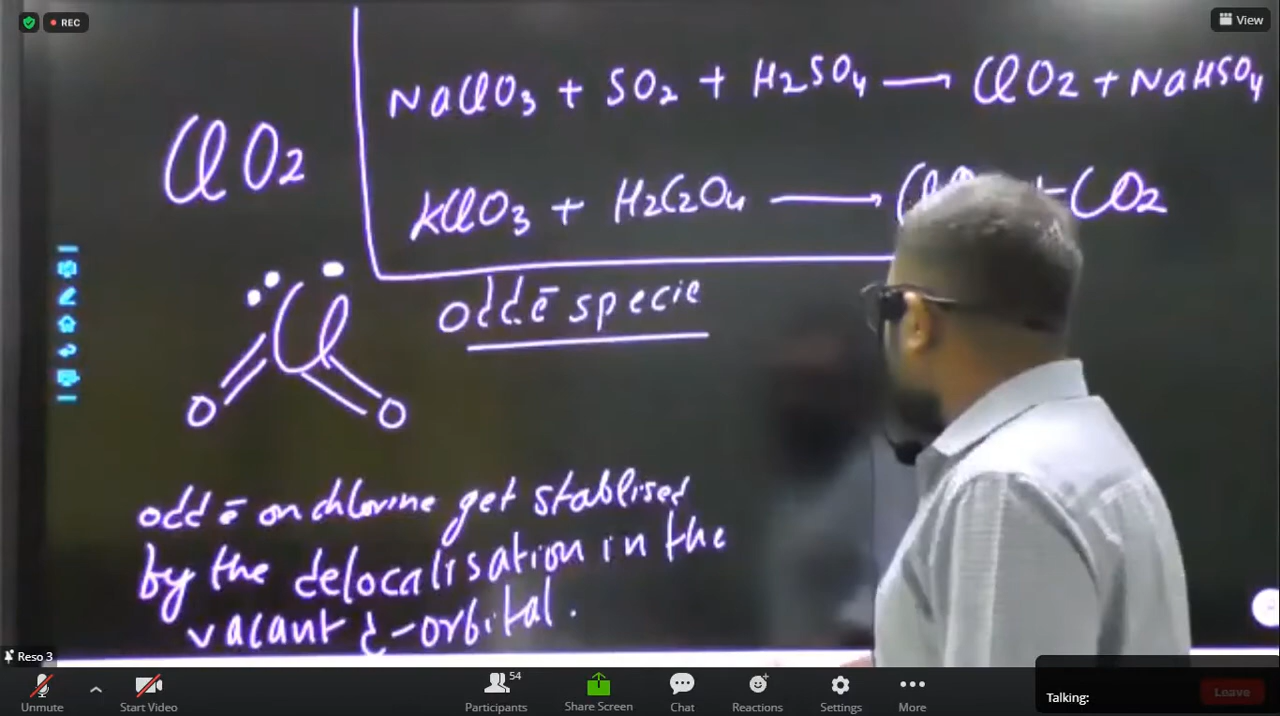 REC
View
NaClO3 + SO2 + H2SO4 → ClO2 + NaHSO4
ClO2
KClO3 + H2C2O4 → + CO2
odd ē specie
Cl
O O
odd ē on chlorine get stablised
by the delocalisation in the
vacant d-orbital.
Reso 3
Unmute
Start Video
Participants
54
Share Screen
Chat
Reactions
Settings
More
Talking:
Leave